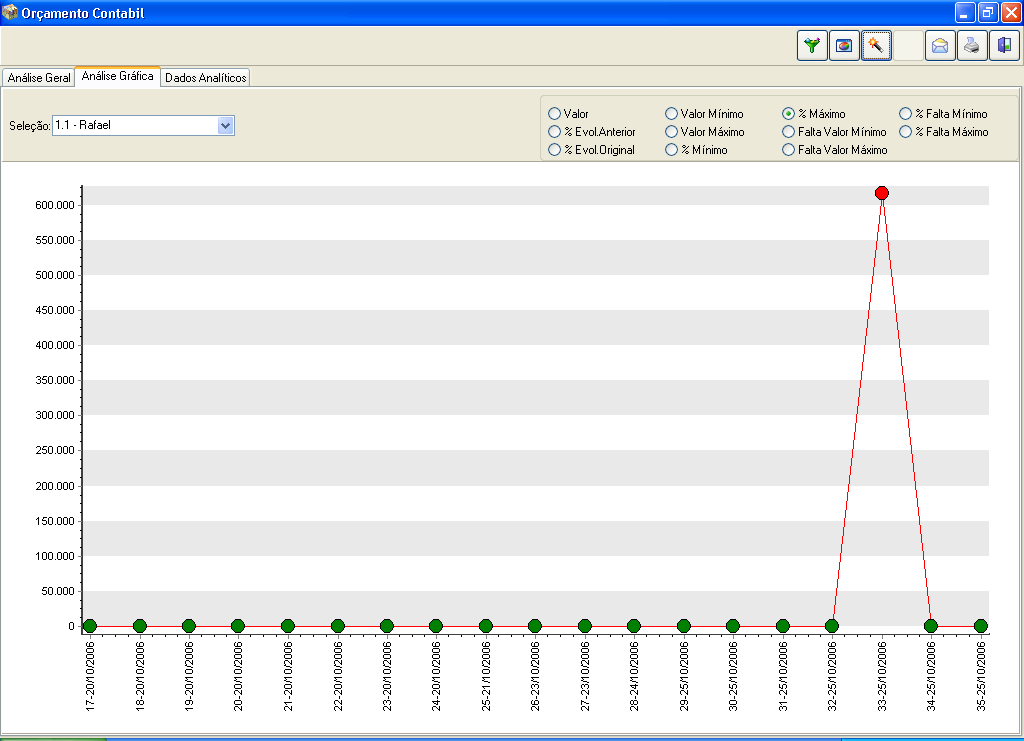 Orçamento Contabil
Análise Geral
Análise Gráfica
Dados Analíticos
Seleção:
1.1 - Rafael
Valor
Valor Mínimo
% Máximo
% Falta Mínimo
% Evol.Anterior
Valor Máximo
Falta Valor Mínimo
% Falta Máximo
% Evol.Original
% Mínimo
Falta Valor Máximo
600.000
550.000
500.000
450.000
400.000
350.000
300.000
250.000
200.000
150.000
100.000
50.000
0
17-20/10/2006
18-20/10/2006
19-20/10/2006
20-20/10/2006
21-20/10/2006
22-20/10/2006
23-20/10/2006
24-20/10/2006
25-21/10/2006
26-23/10/2006
27-23/10/2006
28-24/10/2006
29-25/10/2006
30-25/10/2006
31-25/10/2006
32-25/10/2006
33-25/10/2006
34-25/10/2006
35-25/10/2006